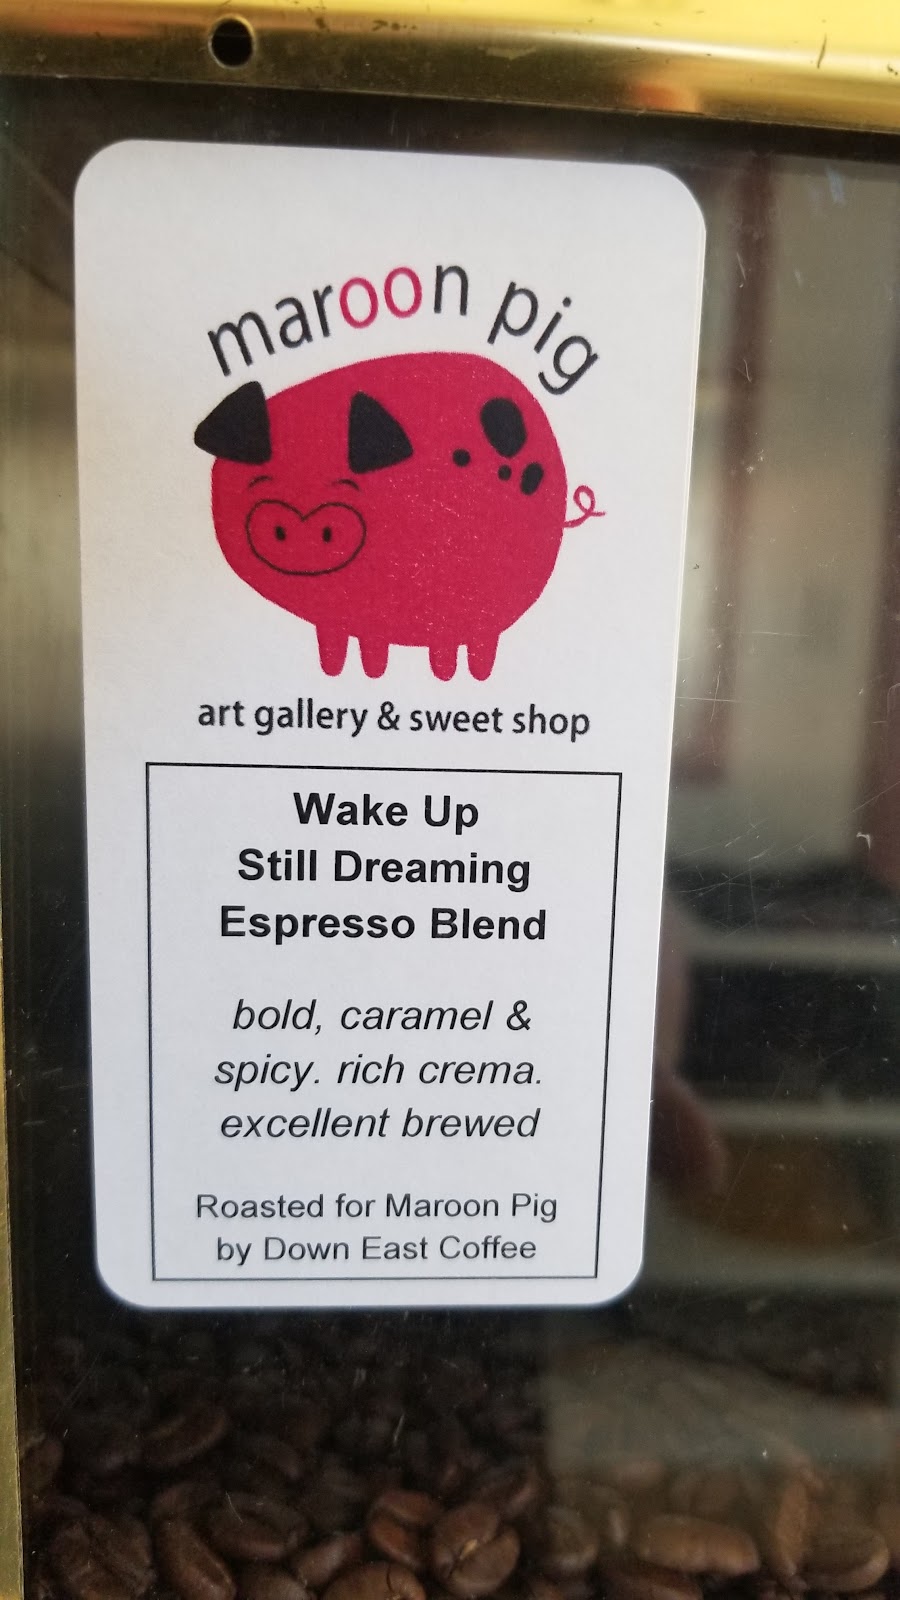 maroon pig
art gallery & sweet shop
Wake Up
Still Dreaming
Espresso Blend
bold, caramel &
spicy. rich crema.
excellent brewed
Roasted for Maroon Pig
by Down East Coffee